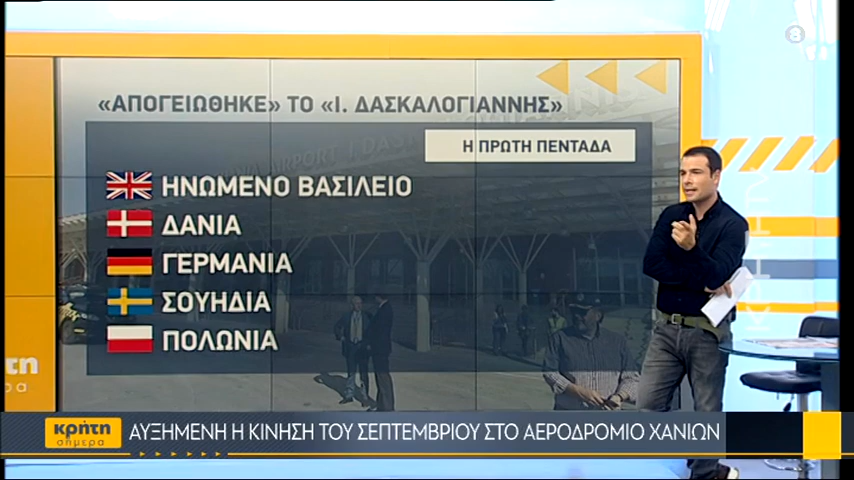 «ΑΠΟΓΕΙΩΘΗΚΕ» ΤΟ «Ι. ΔΑΣΚΑΛΟΓΙΑΝΝΗΣ»
Η ΠΡΩΤΗ ΠΕΝΤΑΔΑ
ΗΝΩΜΕΝΟ ΒΑΣΙΛΕΙΟ
ΔΑΝΙΑ
ΓΕΡΜΑΝΙΑ
ΣΟΥΗΔΙΑ
ΠΟΛΩΝΙΑ
κρήτη
σήμερα
ΑΥΞΗΜΕΝΗ Η ΚΙΝΗΣΗ ΤΟΥ ΣΕΠΤΕΜΒΡΙΟΥ ΣΤΟ ΑΕΡΟΔΡΟΜΙΟ ΧΑΝΙΩΝ